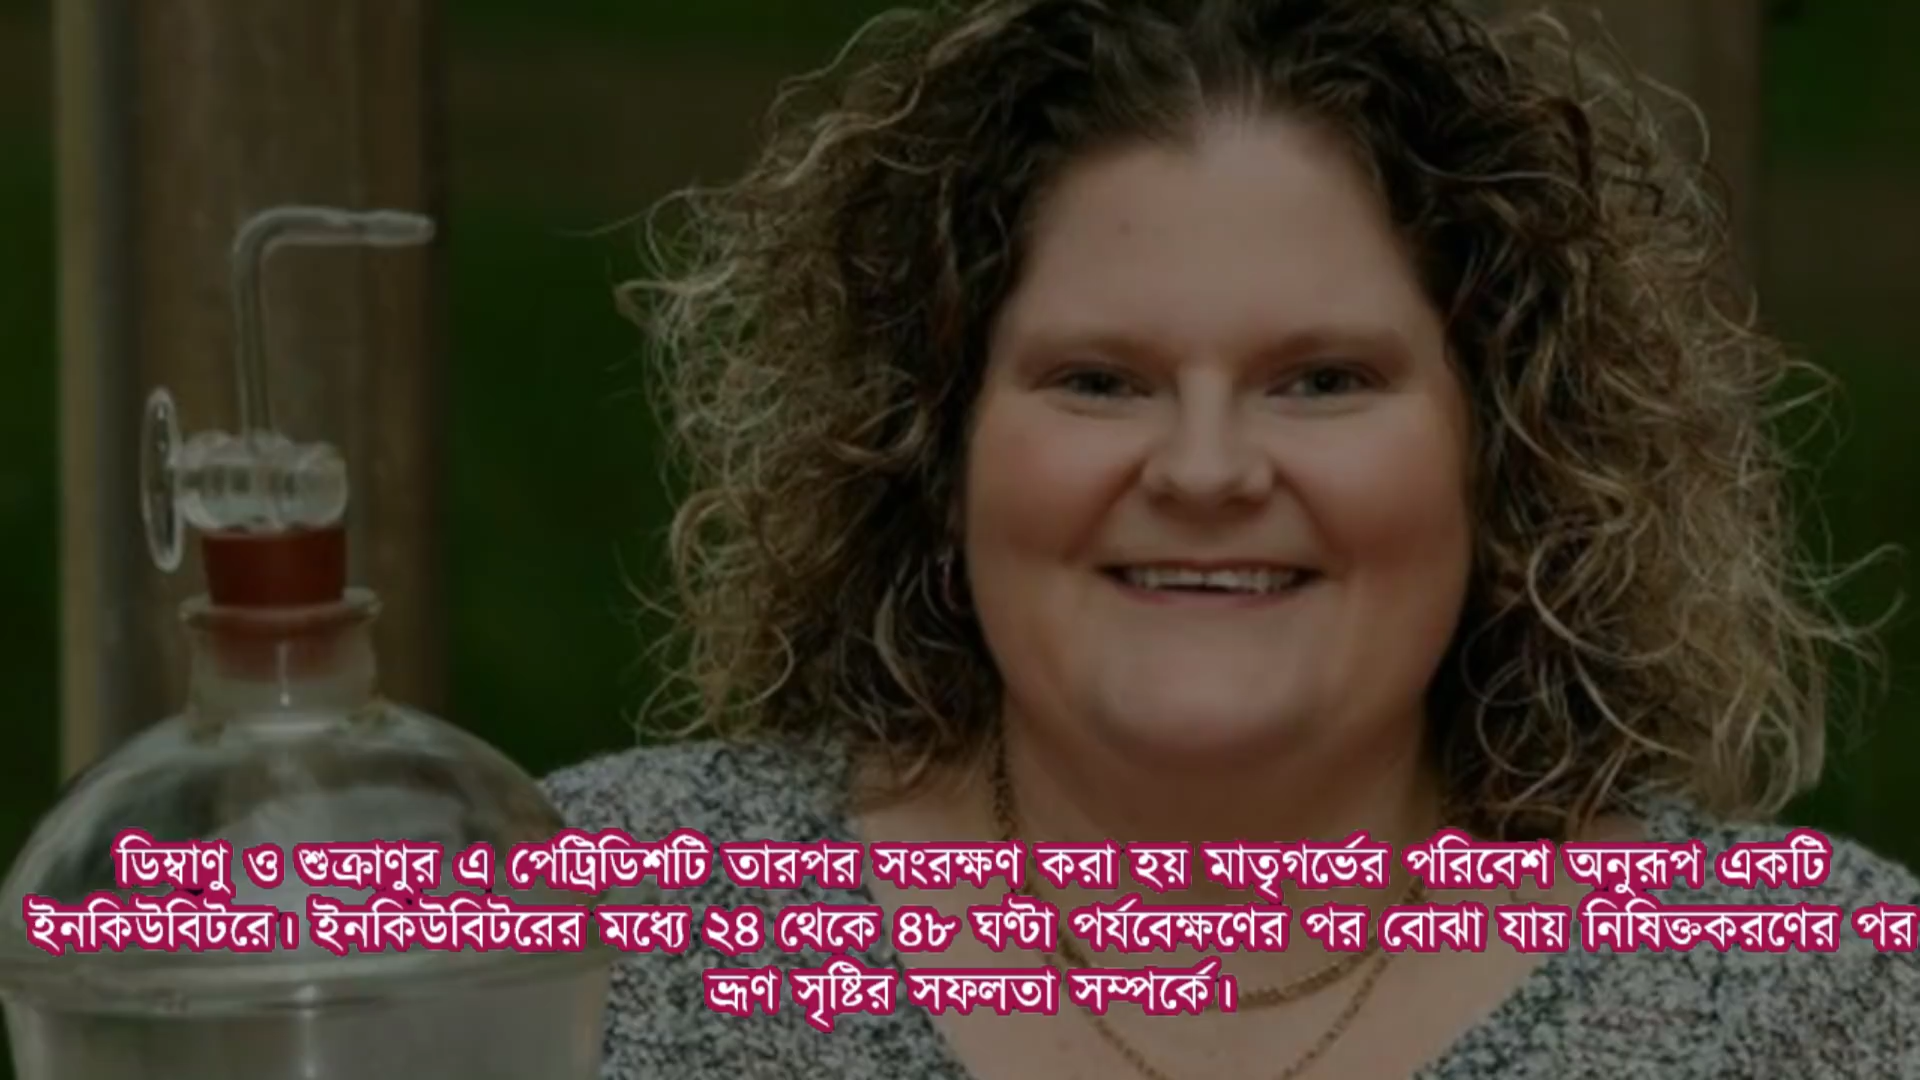 ডিম্বাণু ও শুক্রাণুর এ পেট্রিডিশটি তারপর সংরক্ষণ করা হয় মাতৃগর্ভের পরিবেশ অনুরূপ একটি
ইনকিউবিটরে। ইনকিউবিটরের মধ্যে ২৪ থেকে ৪৮ ঘণ্টা পর্যবেক্ষণের পর বোঝা যায় নিষিক্তকরণের পর
ভ্রূণ সৃষ্টির সফলতা সম্পর্কে।